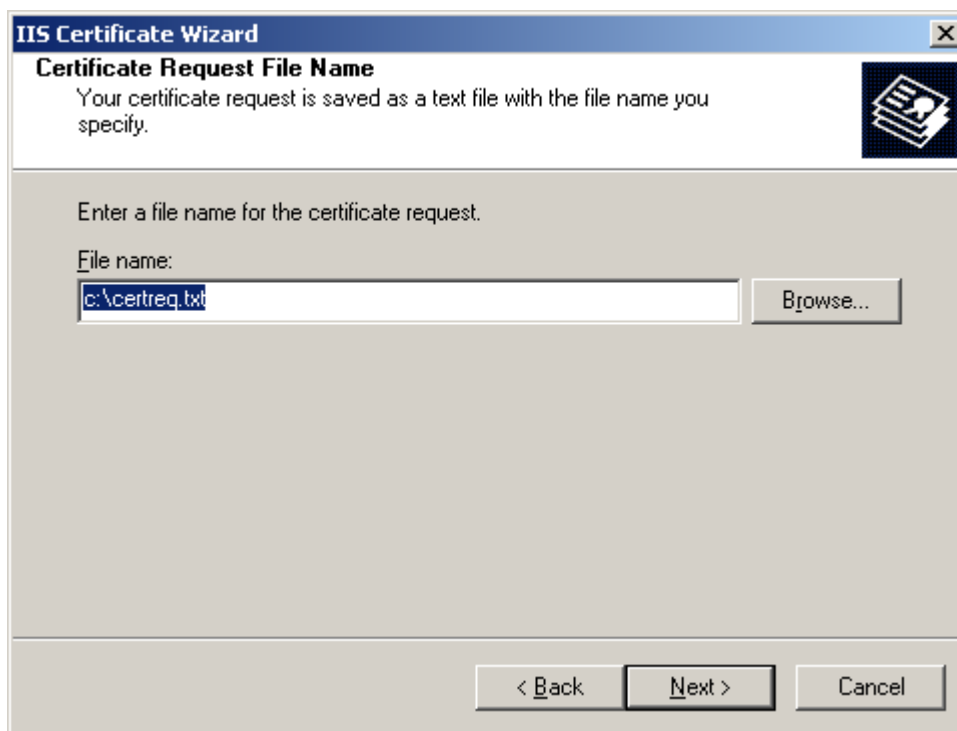 IIS Certificate Wizard
Certificate Request File Name
Your certificate request is saved as a text file with the file name you
specify.
Enter a file name for the certificate request.
File name:
c:\certreq.txt
Browse...
< Back
Next >
Cancel